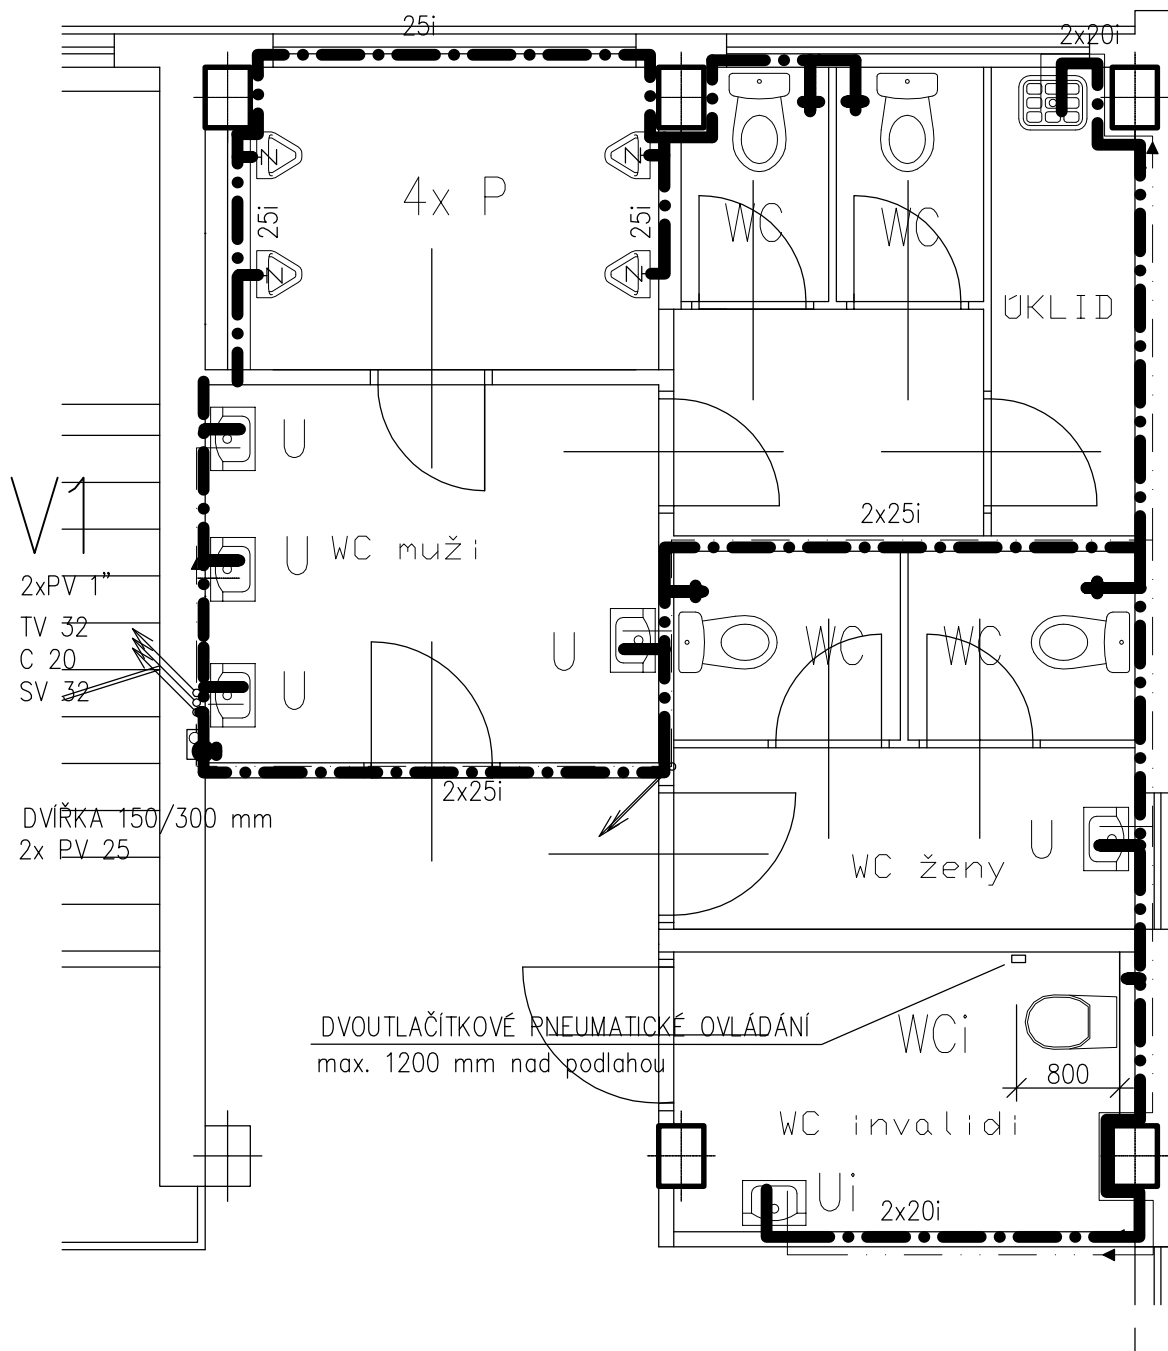 25i
2x20i
4x P
25i
25i
WC
WC
ÚKLID
U
V1
2x25i
WC muži
U
2xPV 1"
TV 32
C 20
SV 32
U
U
WC
WC
2x25i
DVÍŘKA 150/300 mm
2x PV 25
U
WC ženy
DVOUTLAČÍTKOVÉ PNEUMATICKÉ OVLÁDÁNÍ
max. 1200 mm nad podlahou
WCi
800
WC invalidi
Ui
2x20i